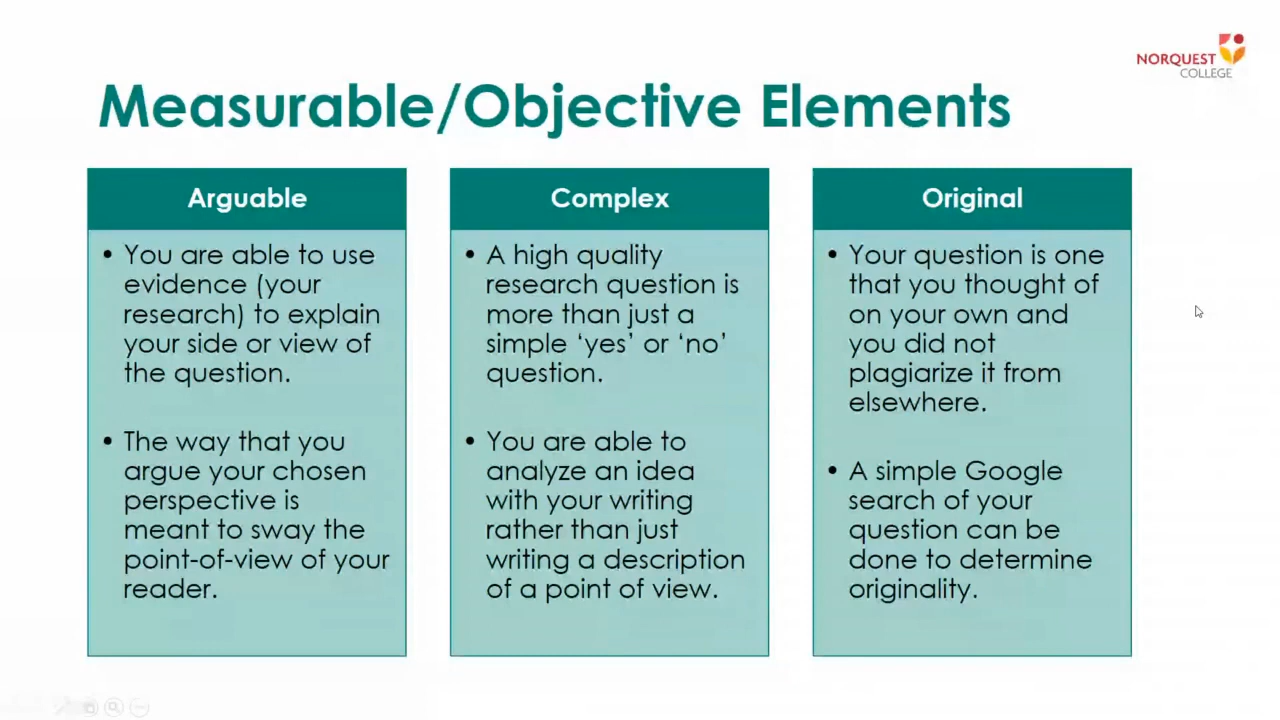 NORQUEST
COLLEGE
Measurable/Objective Elements
Arguable
• You are able to use
evidence (your
research) to explain
your side or view of
the question.
• The way that you
argue your chosen
perspective is
meant to sway the
point-of-view of your
reader.
Complex
• A high quality
research question is
more than just a
simple ‘yes’ or ‘no’
question.
• You are able to
analyze an idea
with your writing
rather than just
writing a description
of a point of view.
Original
• Your question is one
that you thought of
on your own and
you did not
plagiarize it from
elsewhere.
• A simple Google
search of your
question can be
done to determine
originality.